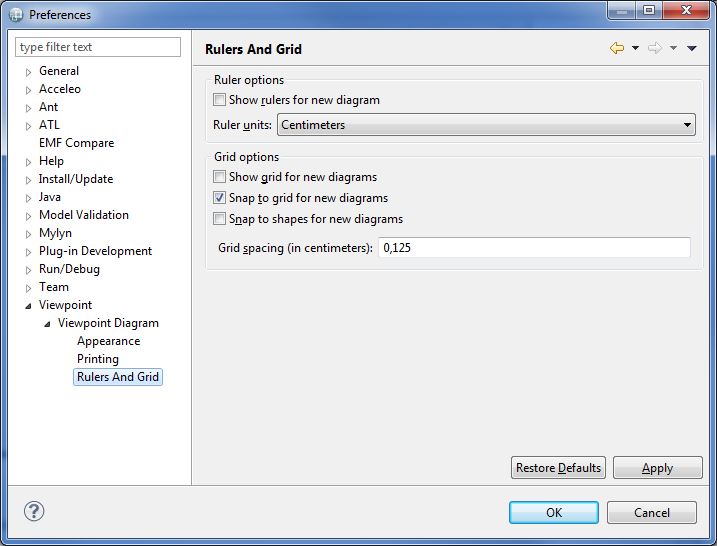 Preferences
type filter text
General
Acceleo
Ant
ATL
EMF Compare
Help
Install/Update
Java
Model Validation
Mylyn
Plug-in Development
Run/Debug
Team
Viewpoint
Viewpoint Diagram
Appearance
Printing
Rulers And Grid
Rulers And Grid
Ruler options
Show rulers for new diagram
Ruler units: Centimeters
Grid options
Show grid for new diagrams
Snap to grid for new diagrams
Snap to shapes for new diagrams
Grid spacing (in centimeters): 0,125
Restore Defaults Apply
? OK Cancel